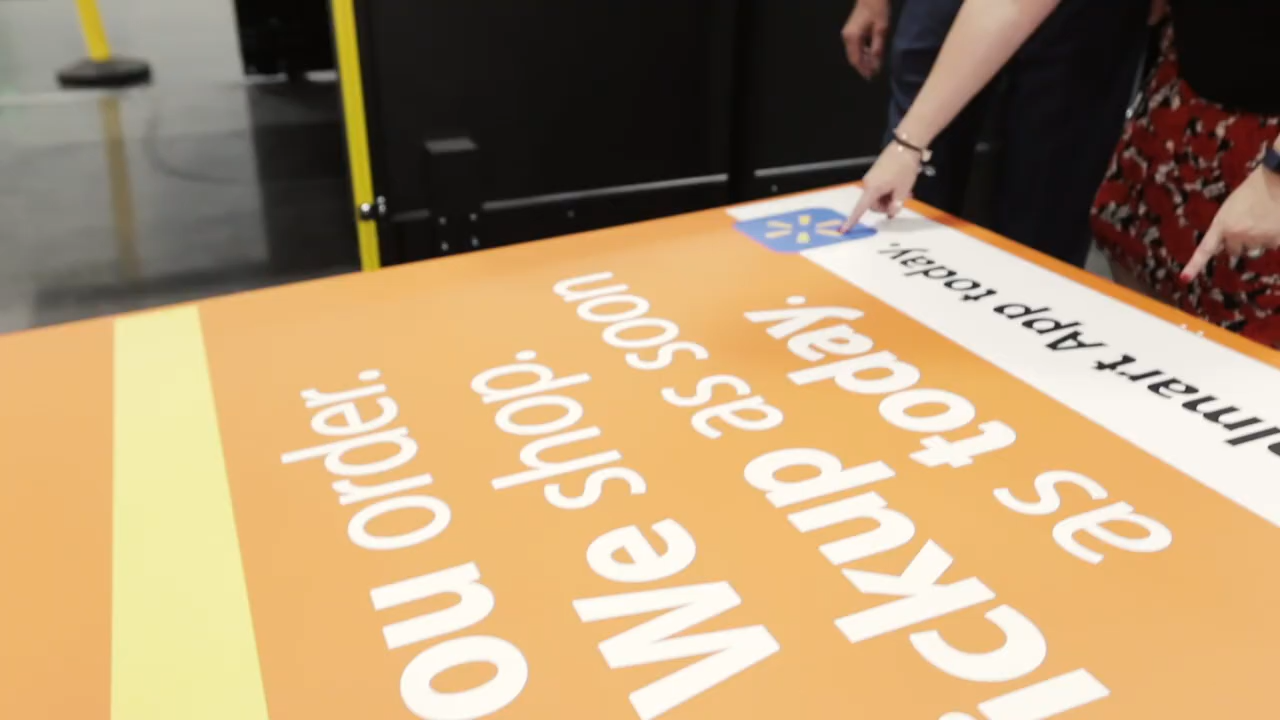 ou order.
We shop.
ickup as soon
as today.
lmart App today.